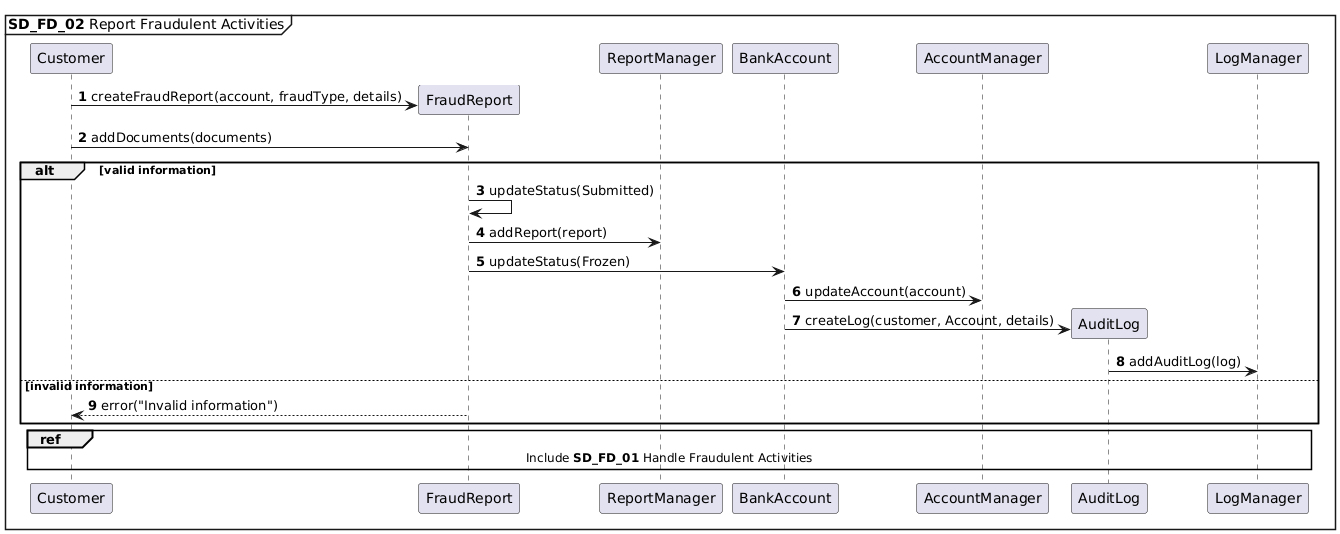 SD_FD_02 Report Fraudulent Activities
Customer
ReportManager
BankAccount
AccountManager
LogManager
1 createFraudReport(account, fraudType, details)
FraudReport
2 addDocuments(documents)
alt
[valid information]
3 updateStatus(Submitted)
4 addReport(report)
5 updateStatus(Frozen)
6 updateAccount(account)
7 createLog(customer, Account, details)
AuditLog
8 addAuditLog(log)
[invalid information]
9 error("Invalid information")
ref
Include SD_FD_01 Handle Fraudulent Activities
Customer
FraudReport
ReportManager
BankAccount
AccountManager
AuditLog
LogManager